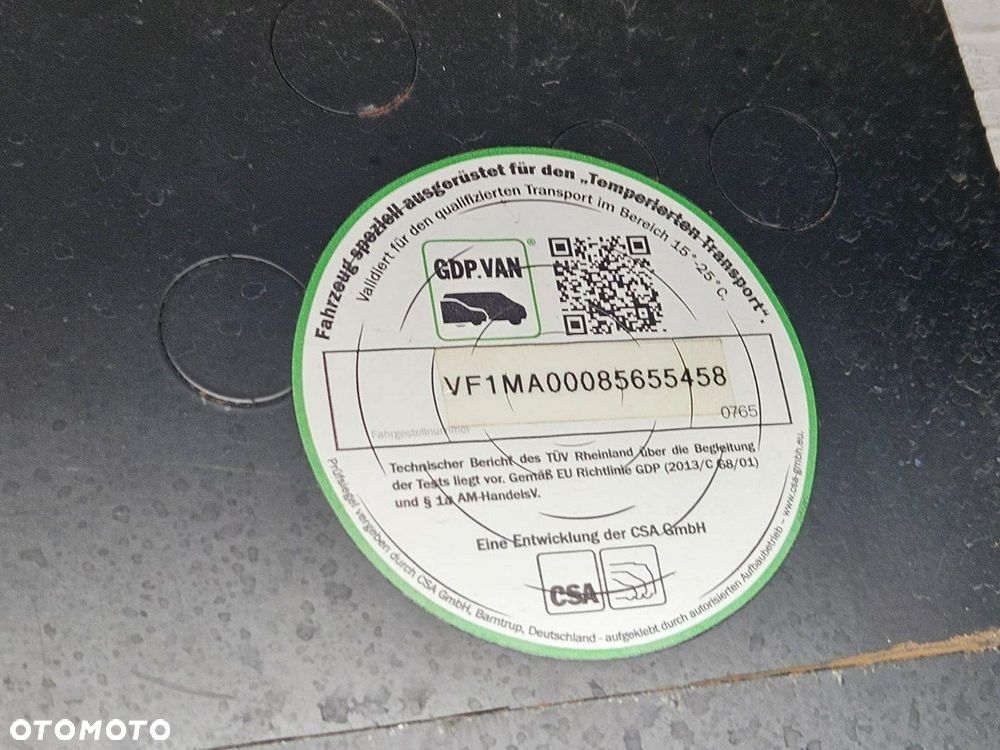 Fahrzeug speziell ausgerüstet für den „Temperierten Transport".
Validiert für den qualifizierten Transport im Bereich 15°-25°C.
GDP.VAN®
VF1MA00085655458
0765
Fahrgestellnummer
Technischer Bericht des TÜV Rheinland über die Begleitung
der Tests liegt vor. Gemäß EU Richtlinie GDP (2013/C 68/01)
und § 1a AM-HandelsV.
Eine Entwicklung der CSA GmbH
CSA
Prüfsiegel vergeben durch CSA GmbH, Barntrup, Deutschland - aufgeklebt durch autorisierten Aufbaubetrieb – www.csa-gmbh.eu.
OTOMOTO